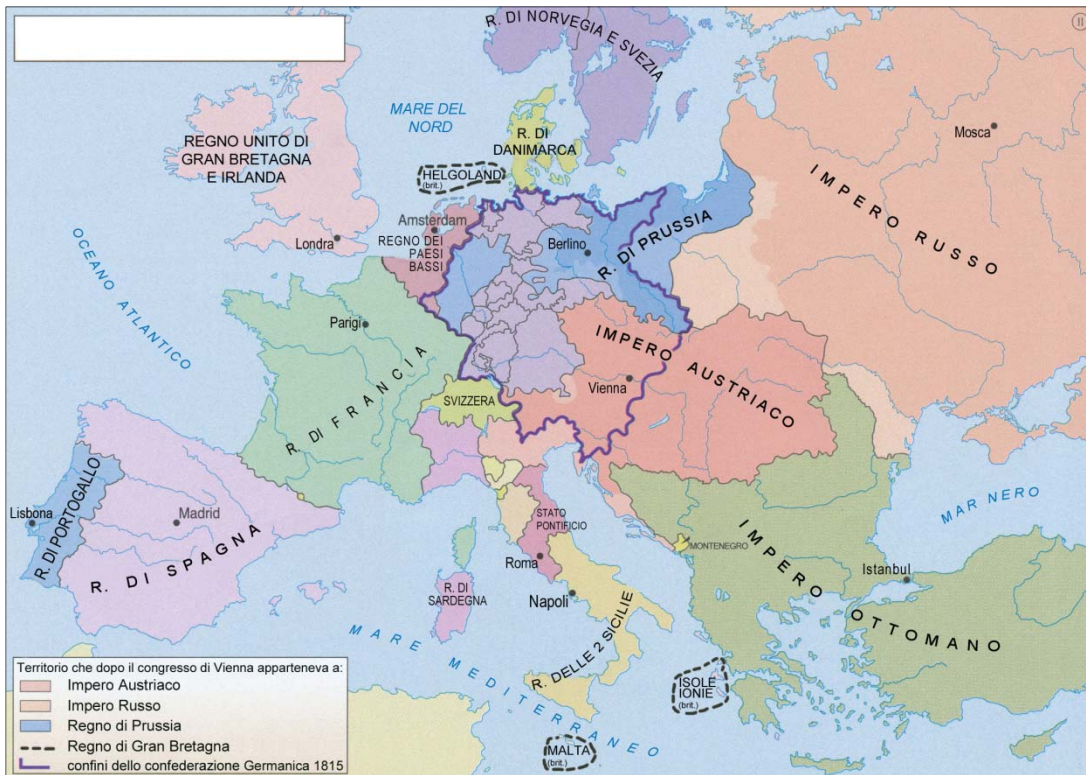 R. DI NORVEGIA E SVEZIA
II
MARE DEL
NORD
R. DI
DANIMARCA
Mosca
REGNO UNITO DI
GRAN BRETAGNA
E IRLANDA
HELGOLAND
(brit.)
IMPERO RUSSO
Amsterdam
Londra
REGNO DEI
PAESI
BASSI
Berlino
R. DI PRUSSIA
OCEANO ATLANTICO
Parigi
R. DI FRANCIA
IMPERO AUSTRIACO
Vienna
SVIZZERA
MAR NERO
Lisbona
R. DI PORTOGALLO
Madrid
R. DI SPAGNA
STATO
PONTIFICIO
MONTENEGRO
Roma
Istanbul
R. DI
SARDEGNA
Napoli
IMPERO OTTOMANO
R. DELLE 2 SICILIE
MARE MEDITERRANEO
ISOLE
IONIE
(brit.)
MALTA
(brit.)
Territorio che dopo il congresso di Vienna apparteneva a:
Impero Austriaco
Impero Russo
Regno di Prussia
Regno di Gran Bretagna
confini dello confederazione Germanica 1815